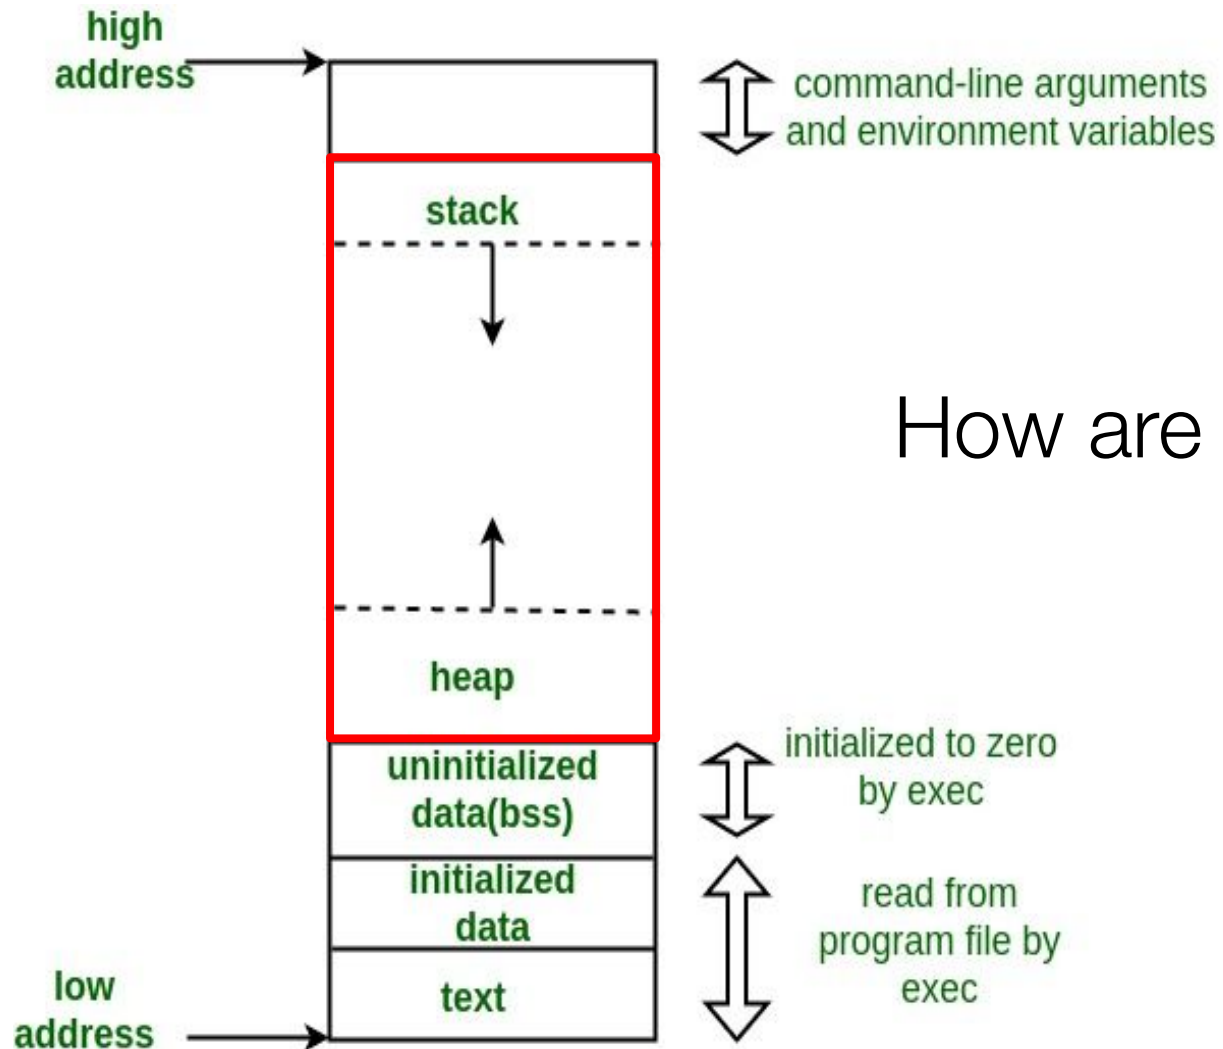 high
address
command-line arguments
and environment variables
stack
How are
heap
initialized to zero
by exec
uninitialized
data(bss)
initialized
data
read from
program file by
exec
text
low
address